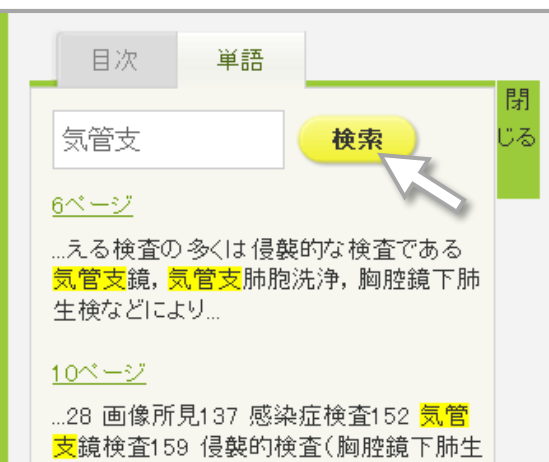 目次
単語
閉
じる
気管支
検索
6ページ
...える検査の多くは侵襲的な検査である
気管支鏡, 気管支肺胞洗浄, 胸腔鏡下肺
生検などにより...
10ページ
...28 画像所見137 感染症検査152 気管
支鏡検査159 侵襲的検査(胸腔鏡下肺生